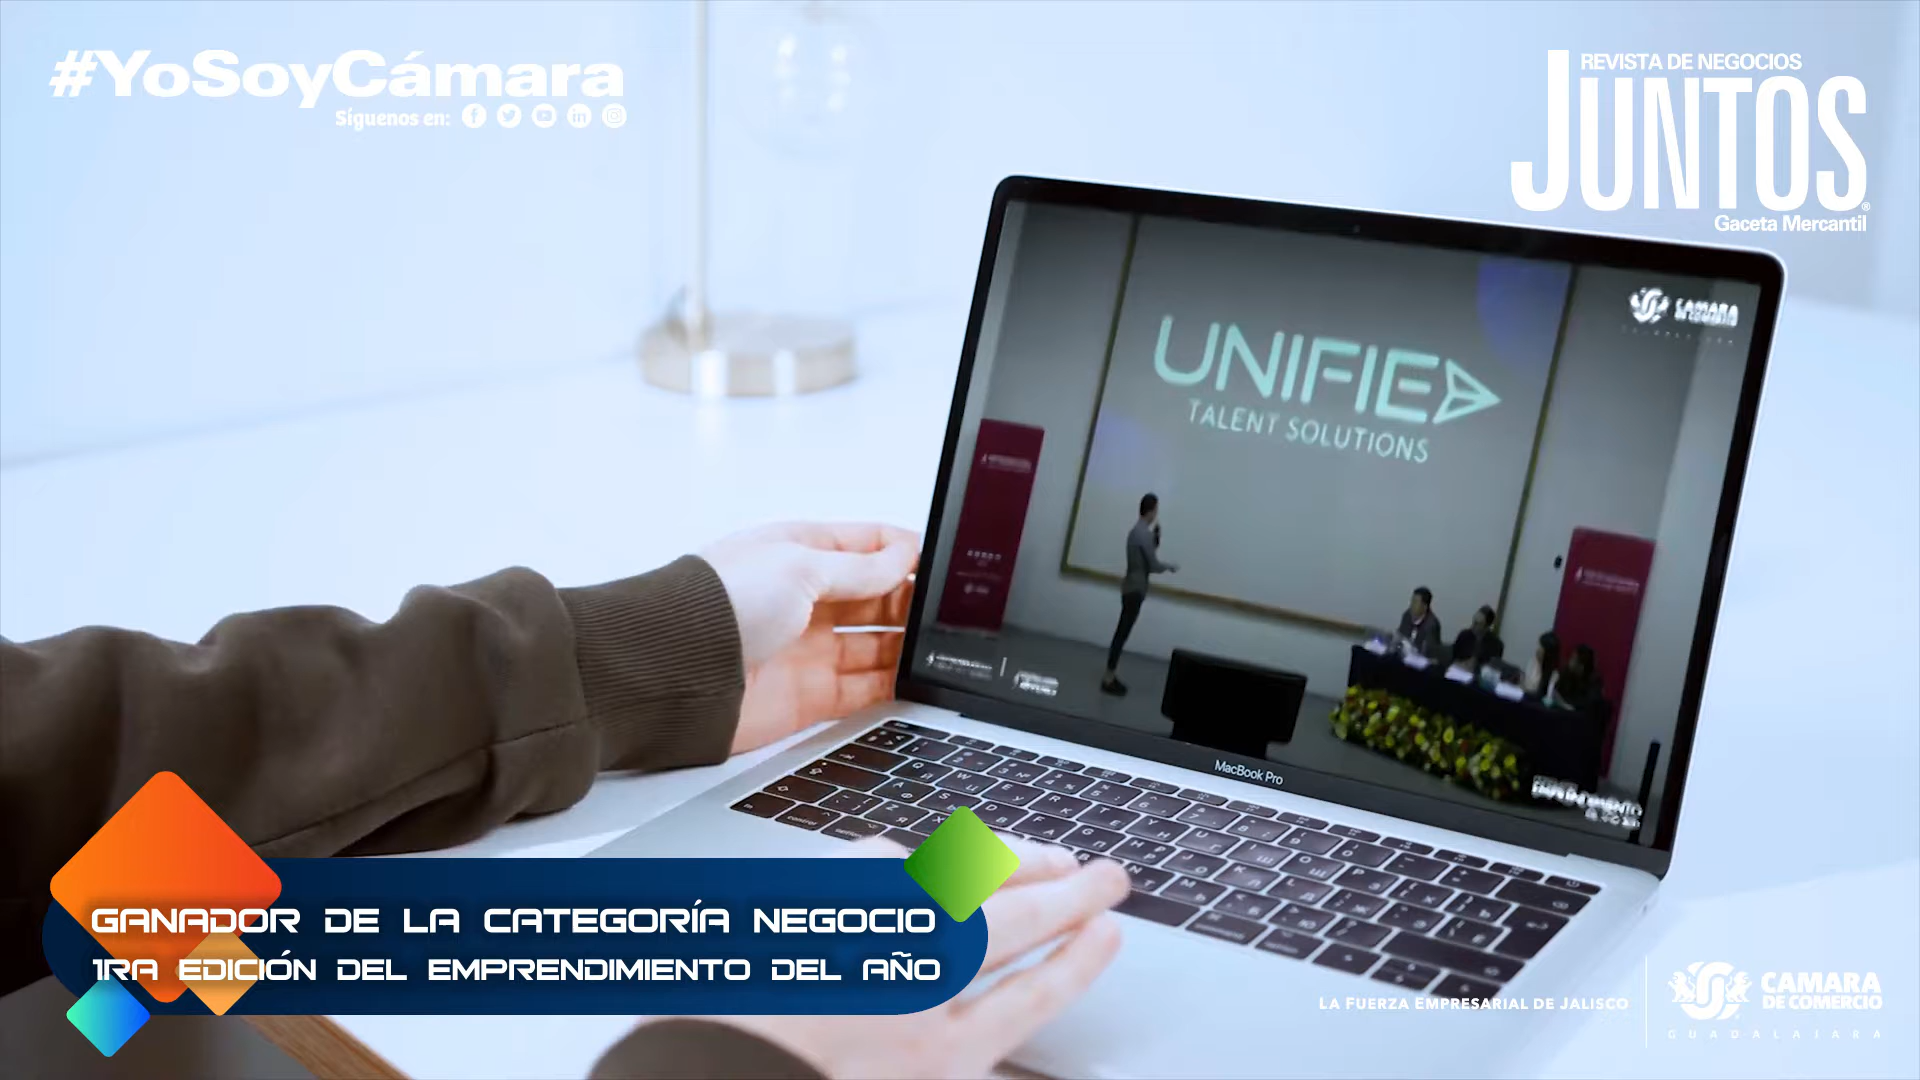 #YoSoyCámara
Síguenos en:
REVISTA DE NEGOCIOS
JUNTOS®
Gaceta Mercantil
CAMARA
UNIFIED
TALENT SOLUTIONS
MacBook Pro
GANADOR DE LA CATEGORÍA NEGOCIO
1RA EDICIÓN DEL EMPRENDIMIENTO DEL AÑO
LA FUERZA EMPRESARIAL DE JALISCO
CAMARA
DE COMERCIO
GUADALAJARA